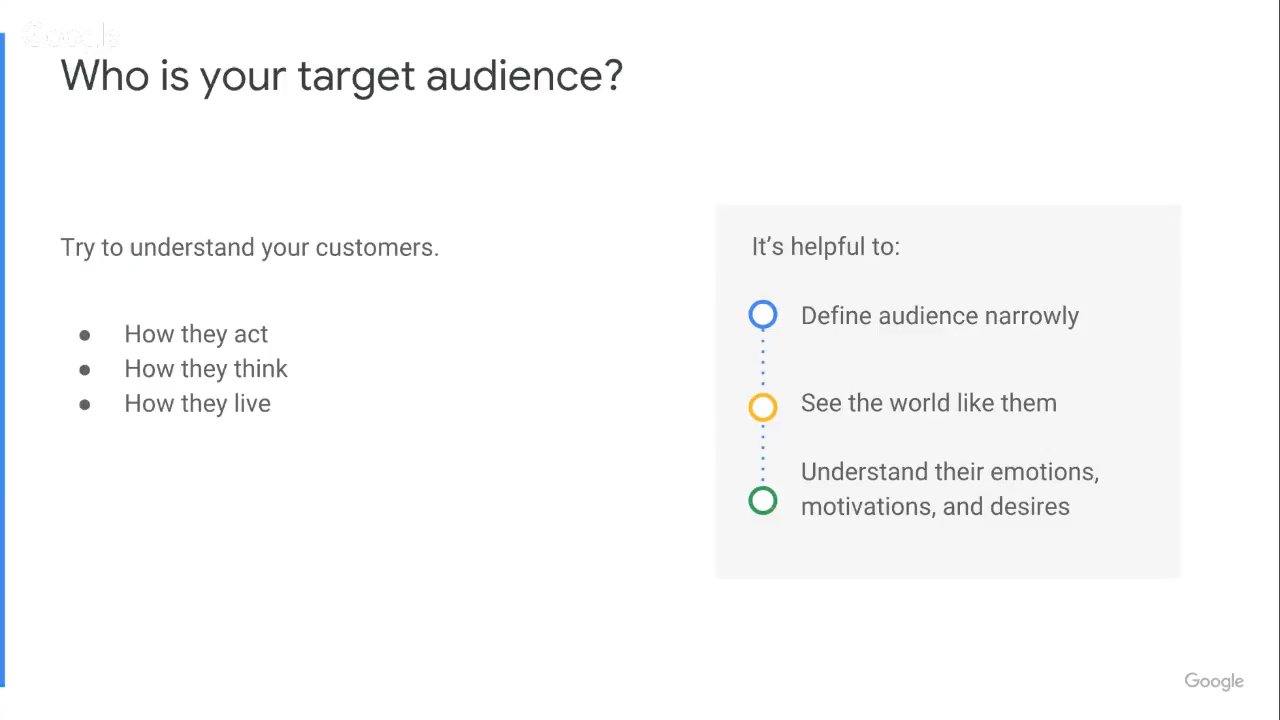 Google
Who is your target audience?
Try to understand your customers.
● How they act
● How they think
● How they live
It's helpful to:
Define audience narrowly
See the world like them
Understand their emotions,
motivations, and desires
Google